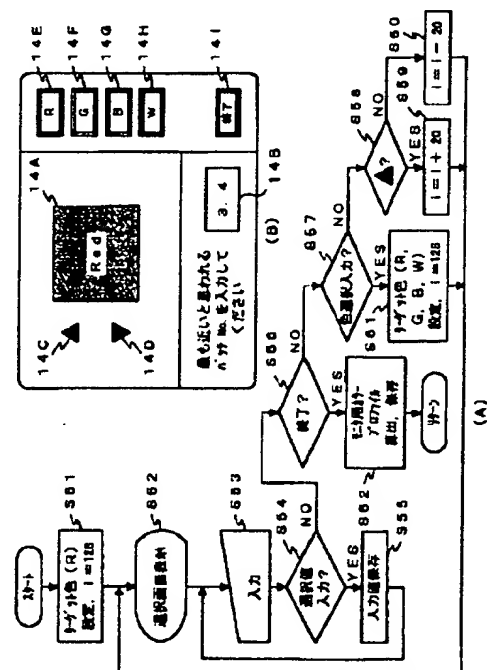 スタート
S51
ターゲット色 (R)
設定, i=128
S52
選択画面表示
S53
入力
S54
選択値
入力?
NO
YES
S55
入力値保存
S56
終了?
NO
YES
S62
モニタ用カラー
プロファイル
算出, 保存
リターン
S57
色選択入力?
NO
YES
S61
ターゲット色 (R,
G, B, W)
設定, i=128
S58
▲?
NO
YES
S59
i=i+20
S60
i=i-20
(A)
14A
Red
14C
14D
R
14E
G
14F
B
14G
W
14H
終了
14I
最も近いと思われる
パッチ No. を入力して
ください
3. 4
14B
(B)